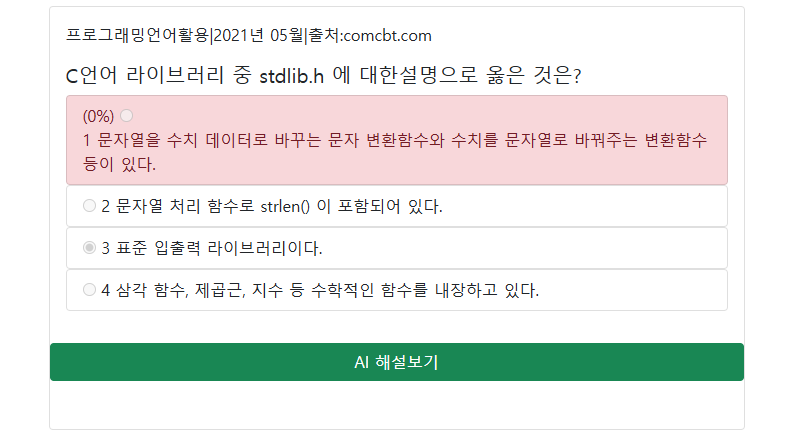 프로그래밍언어활용|2021년 05월|출처:comcbt.com
C언어 라이브러리 중 stdlib.h 에 대한설명으로 옳은 것은?
(0%)
1 문자열을 수치 데이터로 바꾸는 문자 변환함수와 수치를 문자열로 바꿔주는 변환함수
등이 있다.
2 문자열 처리 함수로 strlen() 이 포함되어 있다.
3 표준 입출력 라이브러리이다.
4 삼각 함수, 제곱근, 지수 등 수학적인 함수를 내장하고 있다.
AI 해설보기